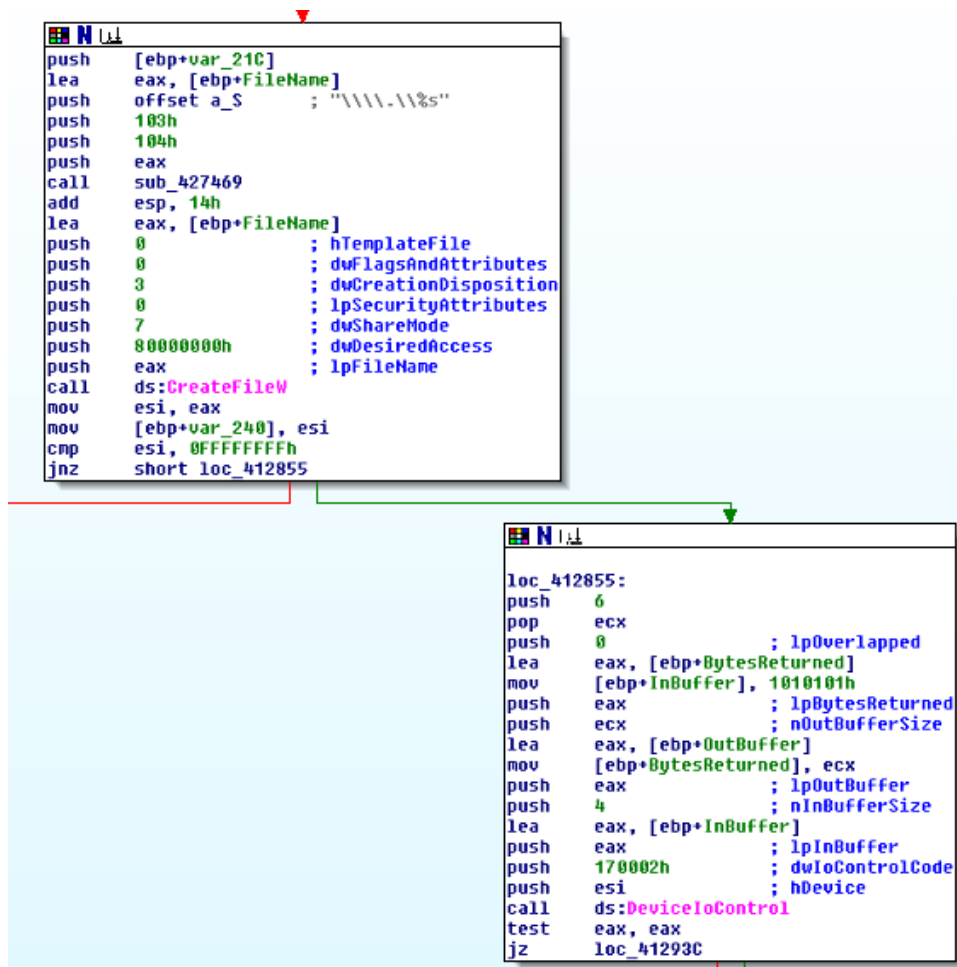 push [ebp+var_21C]
lea eax, [ebp+FileName]
push offset a_S ; "\\\\.\\%s"
push 103h
push 104h
push eax
call sub_427469
add esp, 14h
lea eax, [ebp+FileName]
push 0 ; hTemplateFile
push 0 ; dwFlagsAndAttributes
push 3 ; dwCreationDisposition
push 0 ; lpSecurityAttributes
push 7 ; dwShareMode
push 80000000h ; dwDesiredAccess
push eax ; lpFileName
call ds:CreateFileW
mov esi, eax
mov [ebp+var_240], esi
cmp esi, 0FFFFFFFFh
jnz short loc_412855
loc_412855:
push 6
pop ecx
push 0 ; lpOverlapped
lea eax, [ebp+BytesReturned]
mov [ebp+InBuffer], 1010101h
push eax ; lpBytesReturned
push ecx ; nOutBufferSize
lea eax, [ebp+OutBuffer]
mov [ebp+BytesReturned], ecx
push eax ; lpOutBuffer
push 4 ; nInBufferSize
lea eax, [ebp+InBuffer]
push eax ; lpInBuffer
push 170002h ; dwIoControlCode
push esi ; hDevice
call ds:DeviceIoControl
test eax, eax
jz loc_41293C